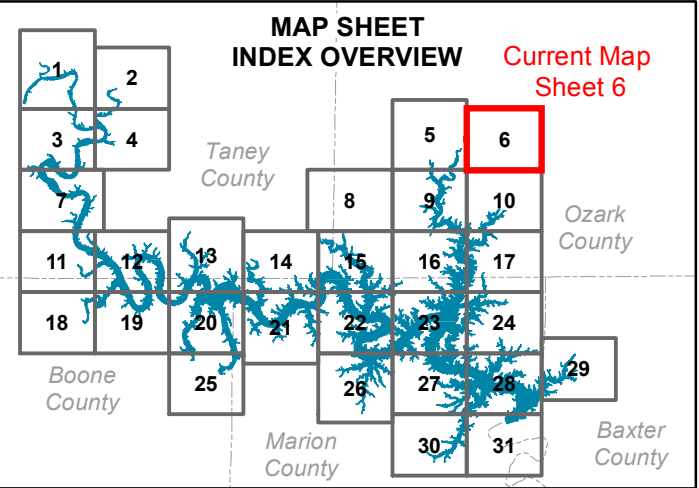 MAP SHEET
INDEX OVERVIEW
Current Map
Sheet 6
1
2
3
4
5
6
Taney
County
7
8
9
10
Ozark
County
11
12
13
14
15
16
17
18
19
20
21
22
23
24
Boone
County
25
26
27
28
29
Marion
County
30
31
Baxter
County